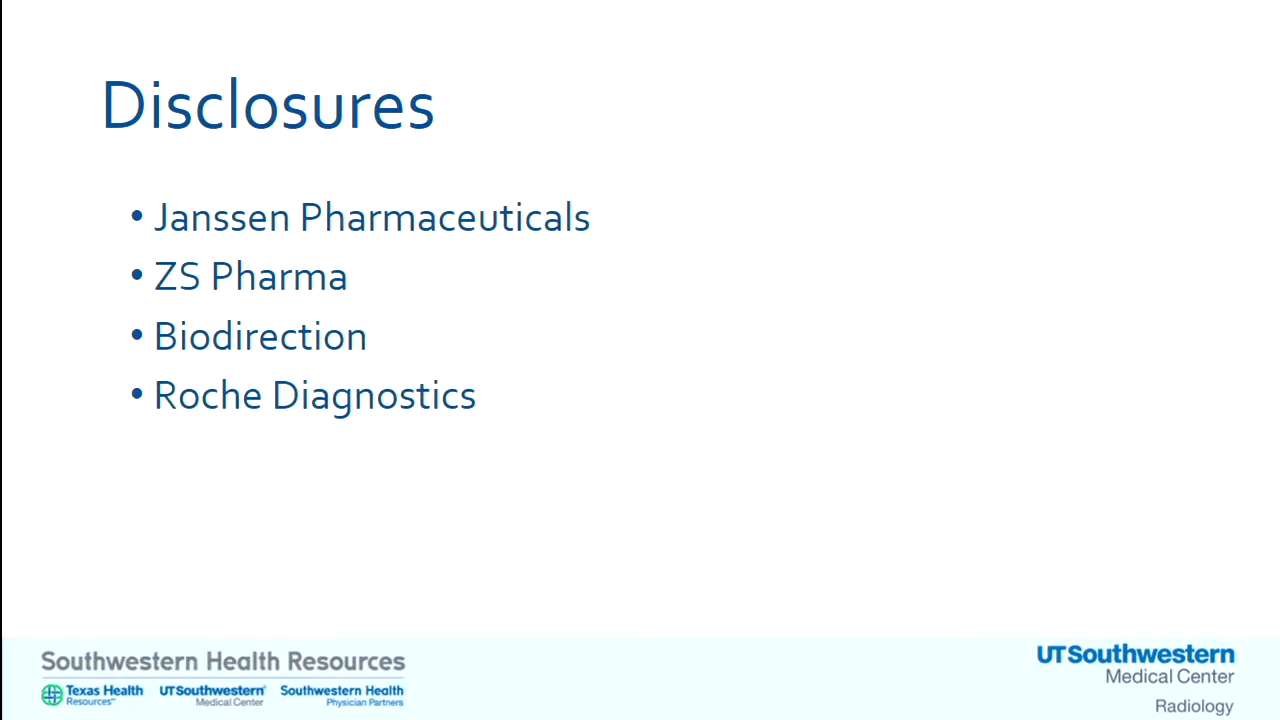 Disclosures
• Janssen Pharmaceuticals
• ZS Pharma
• Biodirection
• Roche Diagnostics
Southwestern Health Resources
Texas Health Resources℠
UTSouthwestern® Medical Center
Southwestern Health Physician Partners
UTSouthwestern
Medical Center
Radiology